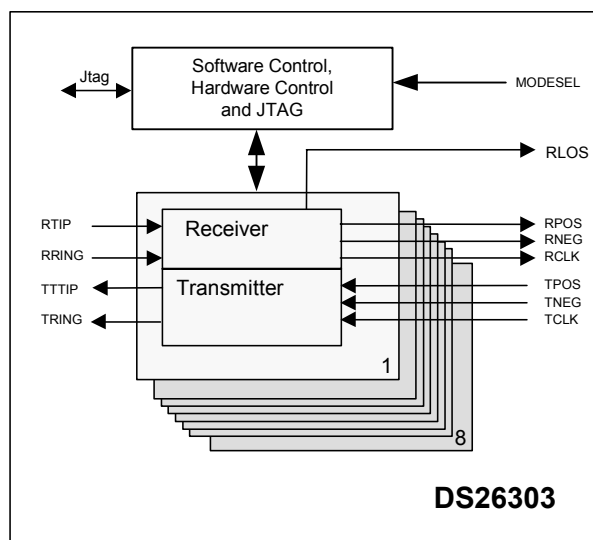 Software Control,
Hardware Control
and JTAG
Jtag
MODESEL
RLOS
RTIP
Receiver
RPOS
RNEG
RRING
RCLK
TTTIP
Transmitter
TPOS
TNEG
TRING
TCLK
1
8
DS26303